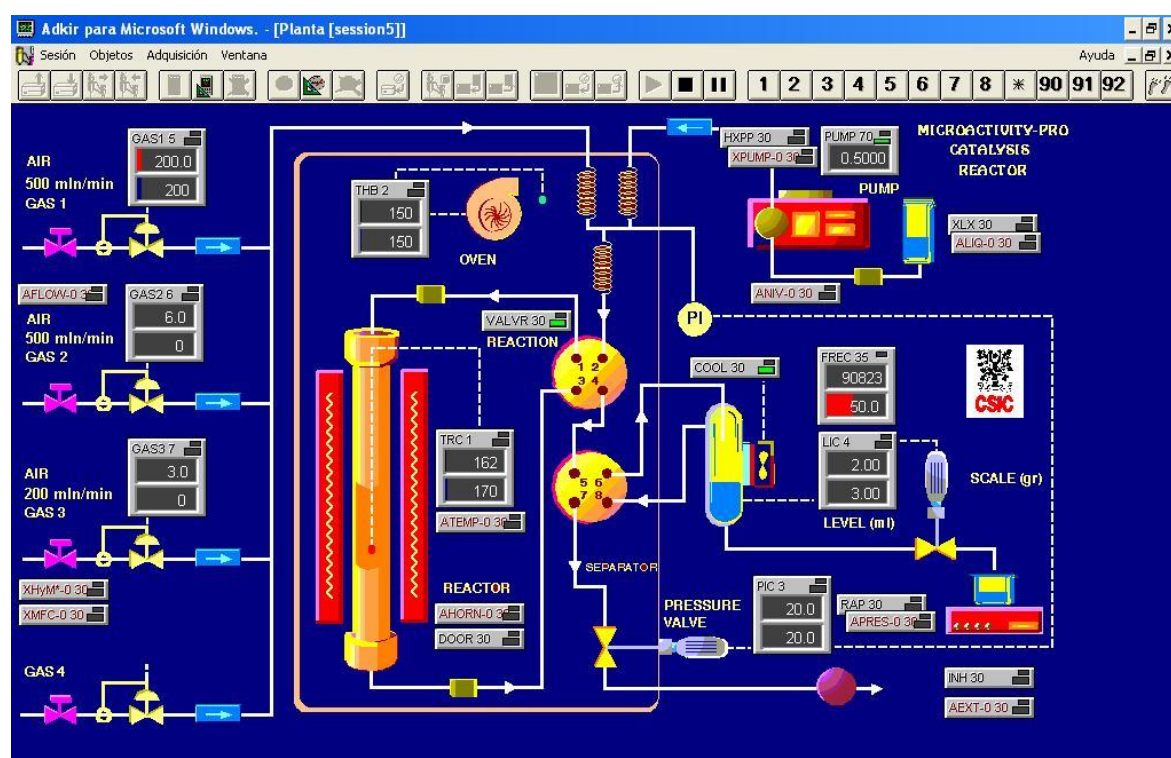 Adkir para Microsoft Windows. - [Planta [session5]]
Sesión Objetos Adquisición Ventana Ayuda
1 2 3 4 5 6 7 8 * 90 91 92
GAS1 5
200.0
200
AIR
500 mln/min
GAS 1
AFLOW-0 30
GAS2 6
6.0
0
AIR
500 mln/min
GAS 2
GAS3 7
3.0
0
AIR
200 mln/min
GAS 3
XHyM*-0 30
XMFC-0 30
GAS 4
THB 2
150
150
OVEN
VALVR 30
REACTION
1 2
3 4
5 6
7 8
TRC 1
162
170
ATEMP-0 30
REACTOR
AHORN-0 30
DOOR 30
SEPARATOR
HXPP 30
XPUMP-0 30
PUMP 70
0.5000
PUMP
MICROACTIVITY-PRO
CATALYSIS
REACTOR
XLX 30
ALIQ-0 30
ANIV-0 30
PI
COOL 30
FREC 35
90823
50.0
CSIC
LIC 4
2.00
3.00
LEVEL (ml)
SCALE (gr)
PRESSURE
VALVE
PIC 3
20.0
20.0
RAP 30
APRES-0 30
INH 30
AEXT-0 30